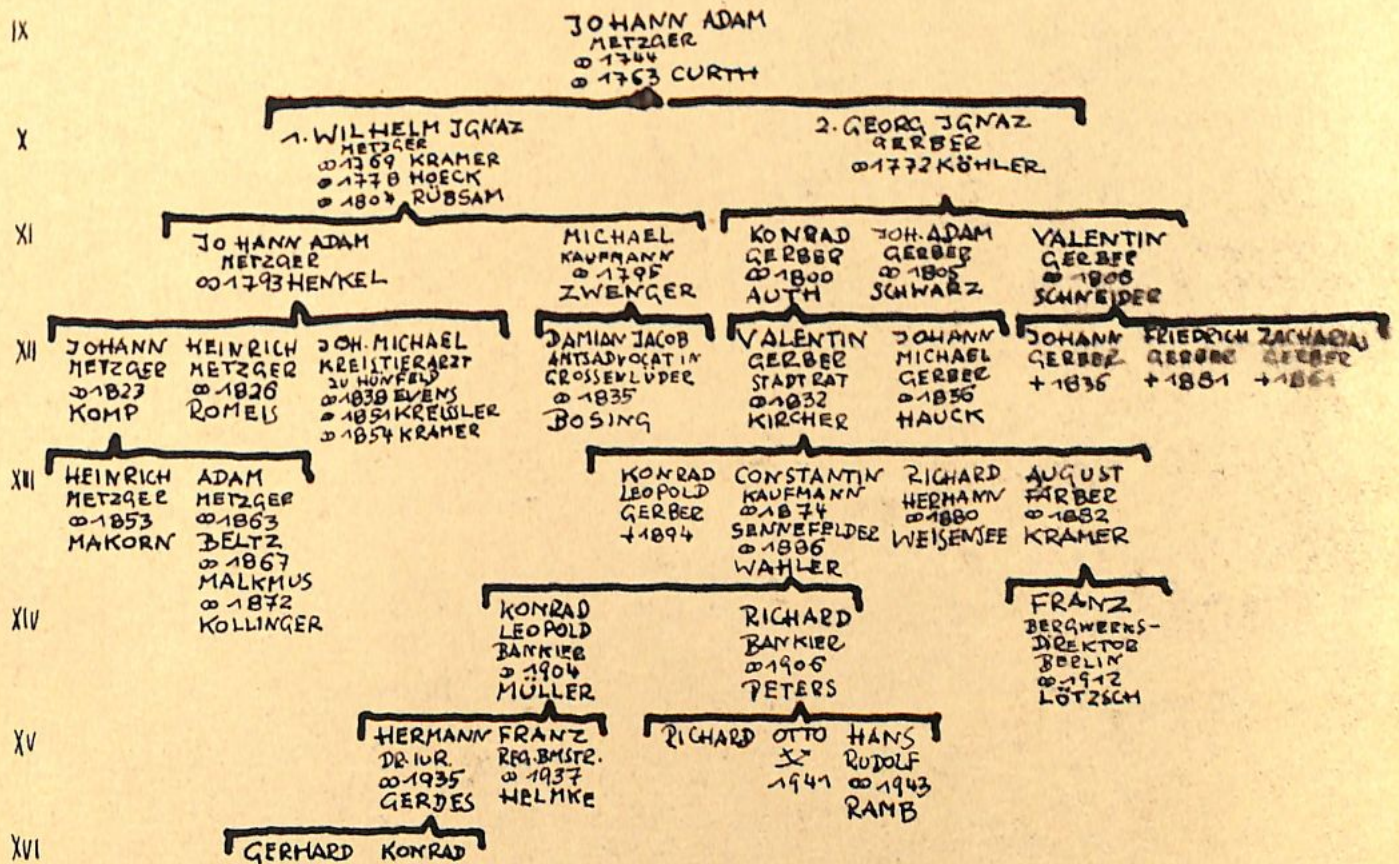 IX
JOHANN ADAM
METZGER
∞ 1744
∞ 1763 CURTH
X
1. WILHELM JGNAZ
METZGER
∞ 1769 KRAMER
∞ 1778 HOECK
∞ 1807 RÜBSAM
2. GEORG JGNAZ
GERBER
∞ 1772 KÖHLER
XI
JOHANN ADAM
METZGER
∞ 1793 HENKEL
MICHAEL
KAUFMANN
∞ 1795
ZWENGER
KONRAD
GERBER
∞ 1800
AUTH
JOH. ADAM
GERBER
∞ 1805
SCHWARZ
VALENTIN
GERBER
∞ 1808
SCHNEIDER
XII
JOHANN
METZGER
∞ 1823
KOMP
HEINRICH
METZGER
∞ 1826
ROMEIS
JOH. MICHAEL
KREISTIERARZT
ZU HÜNFELD
∞ 1838 EVENS
∞ 1851 KREISLER
∞ 1854 KRAMER
DAMIAN JACOB
AMTSADVOCAT IN
GROSSENLÜDER
∞ 1835
BOSING
VALENTIN
GERBER
STADTRAT
∞ 1832
KIRCHER
JOHANN
MICHAEL
GERBER
∞ 1836
HAUCK
JOHANN
GERBER
+ 1836
FRIEDRICH
GERBER
+ 1881
ZACHARIAS
GERBER
+ 1861
XIII
HEINRICH
METZGER
∞ 1853
MAKORN
ADAM
METZGER
∞ 1863
BELTZ
∞ 1867
MALKMUS
∞ 1872
KOLLINGER
KONRAD
LEOPOLD
GERBER
+ 1894
CONSTANTIN
KAUFMANN
∞ 1874
SENNEFELDER
∞ 1886
WAHLER
RICHARD
HERMANN
∞ 1880
WEISENSEE
AUGUST
FÄRBER
∞ 1882
KRAMER
XIV
KONRAD
LEOPOLD
BANKIER
∞ 1904
MÜLLER
RICHARD
BANKIER
∞ 1906
PETERS
FRANZ
BERGWERKS-
DIREKTOR
BERLIN
∞ 1912
LÖTZSCH
XV
HERMANN
DR. IUR.
∞ 1935
GERDES
FRANZ
REG. BMSTR.
∞ 1937
HELMKE
RICHARD
OTTO
⚔
1941
HANS
RUDOLF
∞ 1943
RAMB
XVI
GERHARD
KONRAD